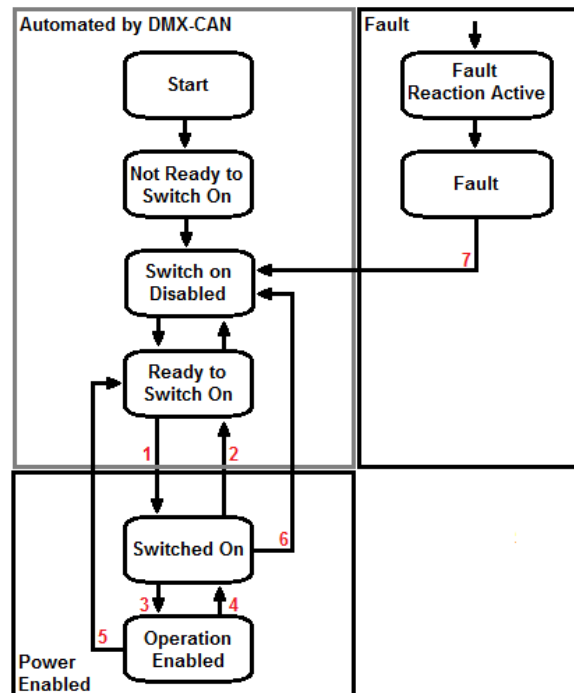 Automated by DMX-CAN
Start
Not Ready to
Switch On
Switch on
Disabled
Ready to
Switch On
1
2
Fault
Fault
Reaction Active
Fault
7
Switched On
6
3
4
5
Operation
Enabled
Power
Enabled